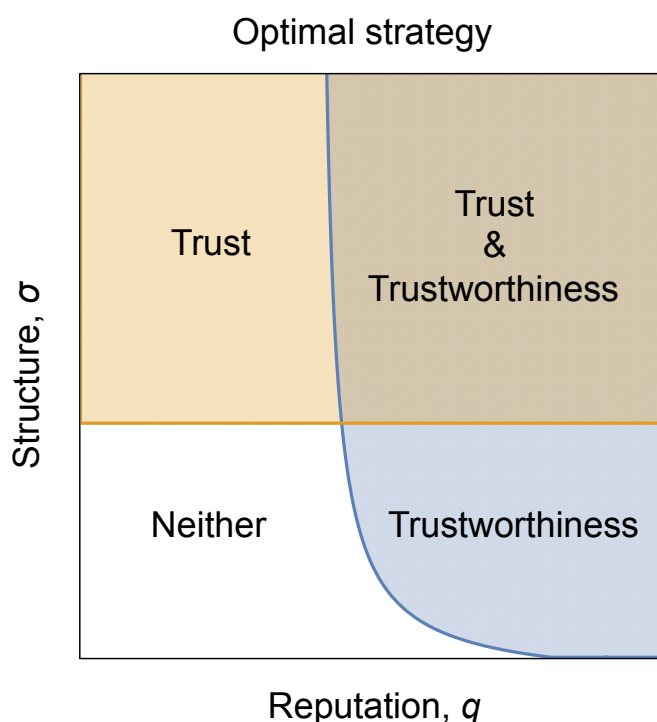 Optimal strategy
Structure, σ
Trust
Trust
&
Trustworthiness
Neither
Trustworthiness
Reputation, q